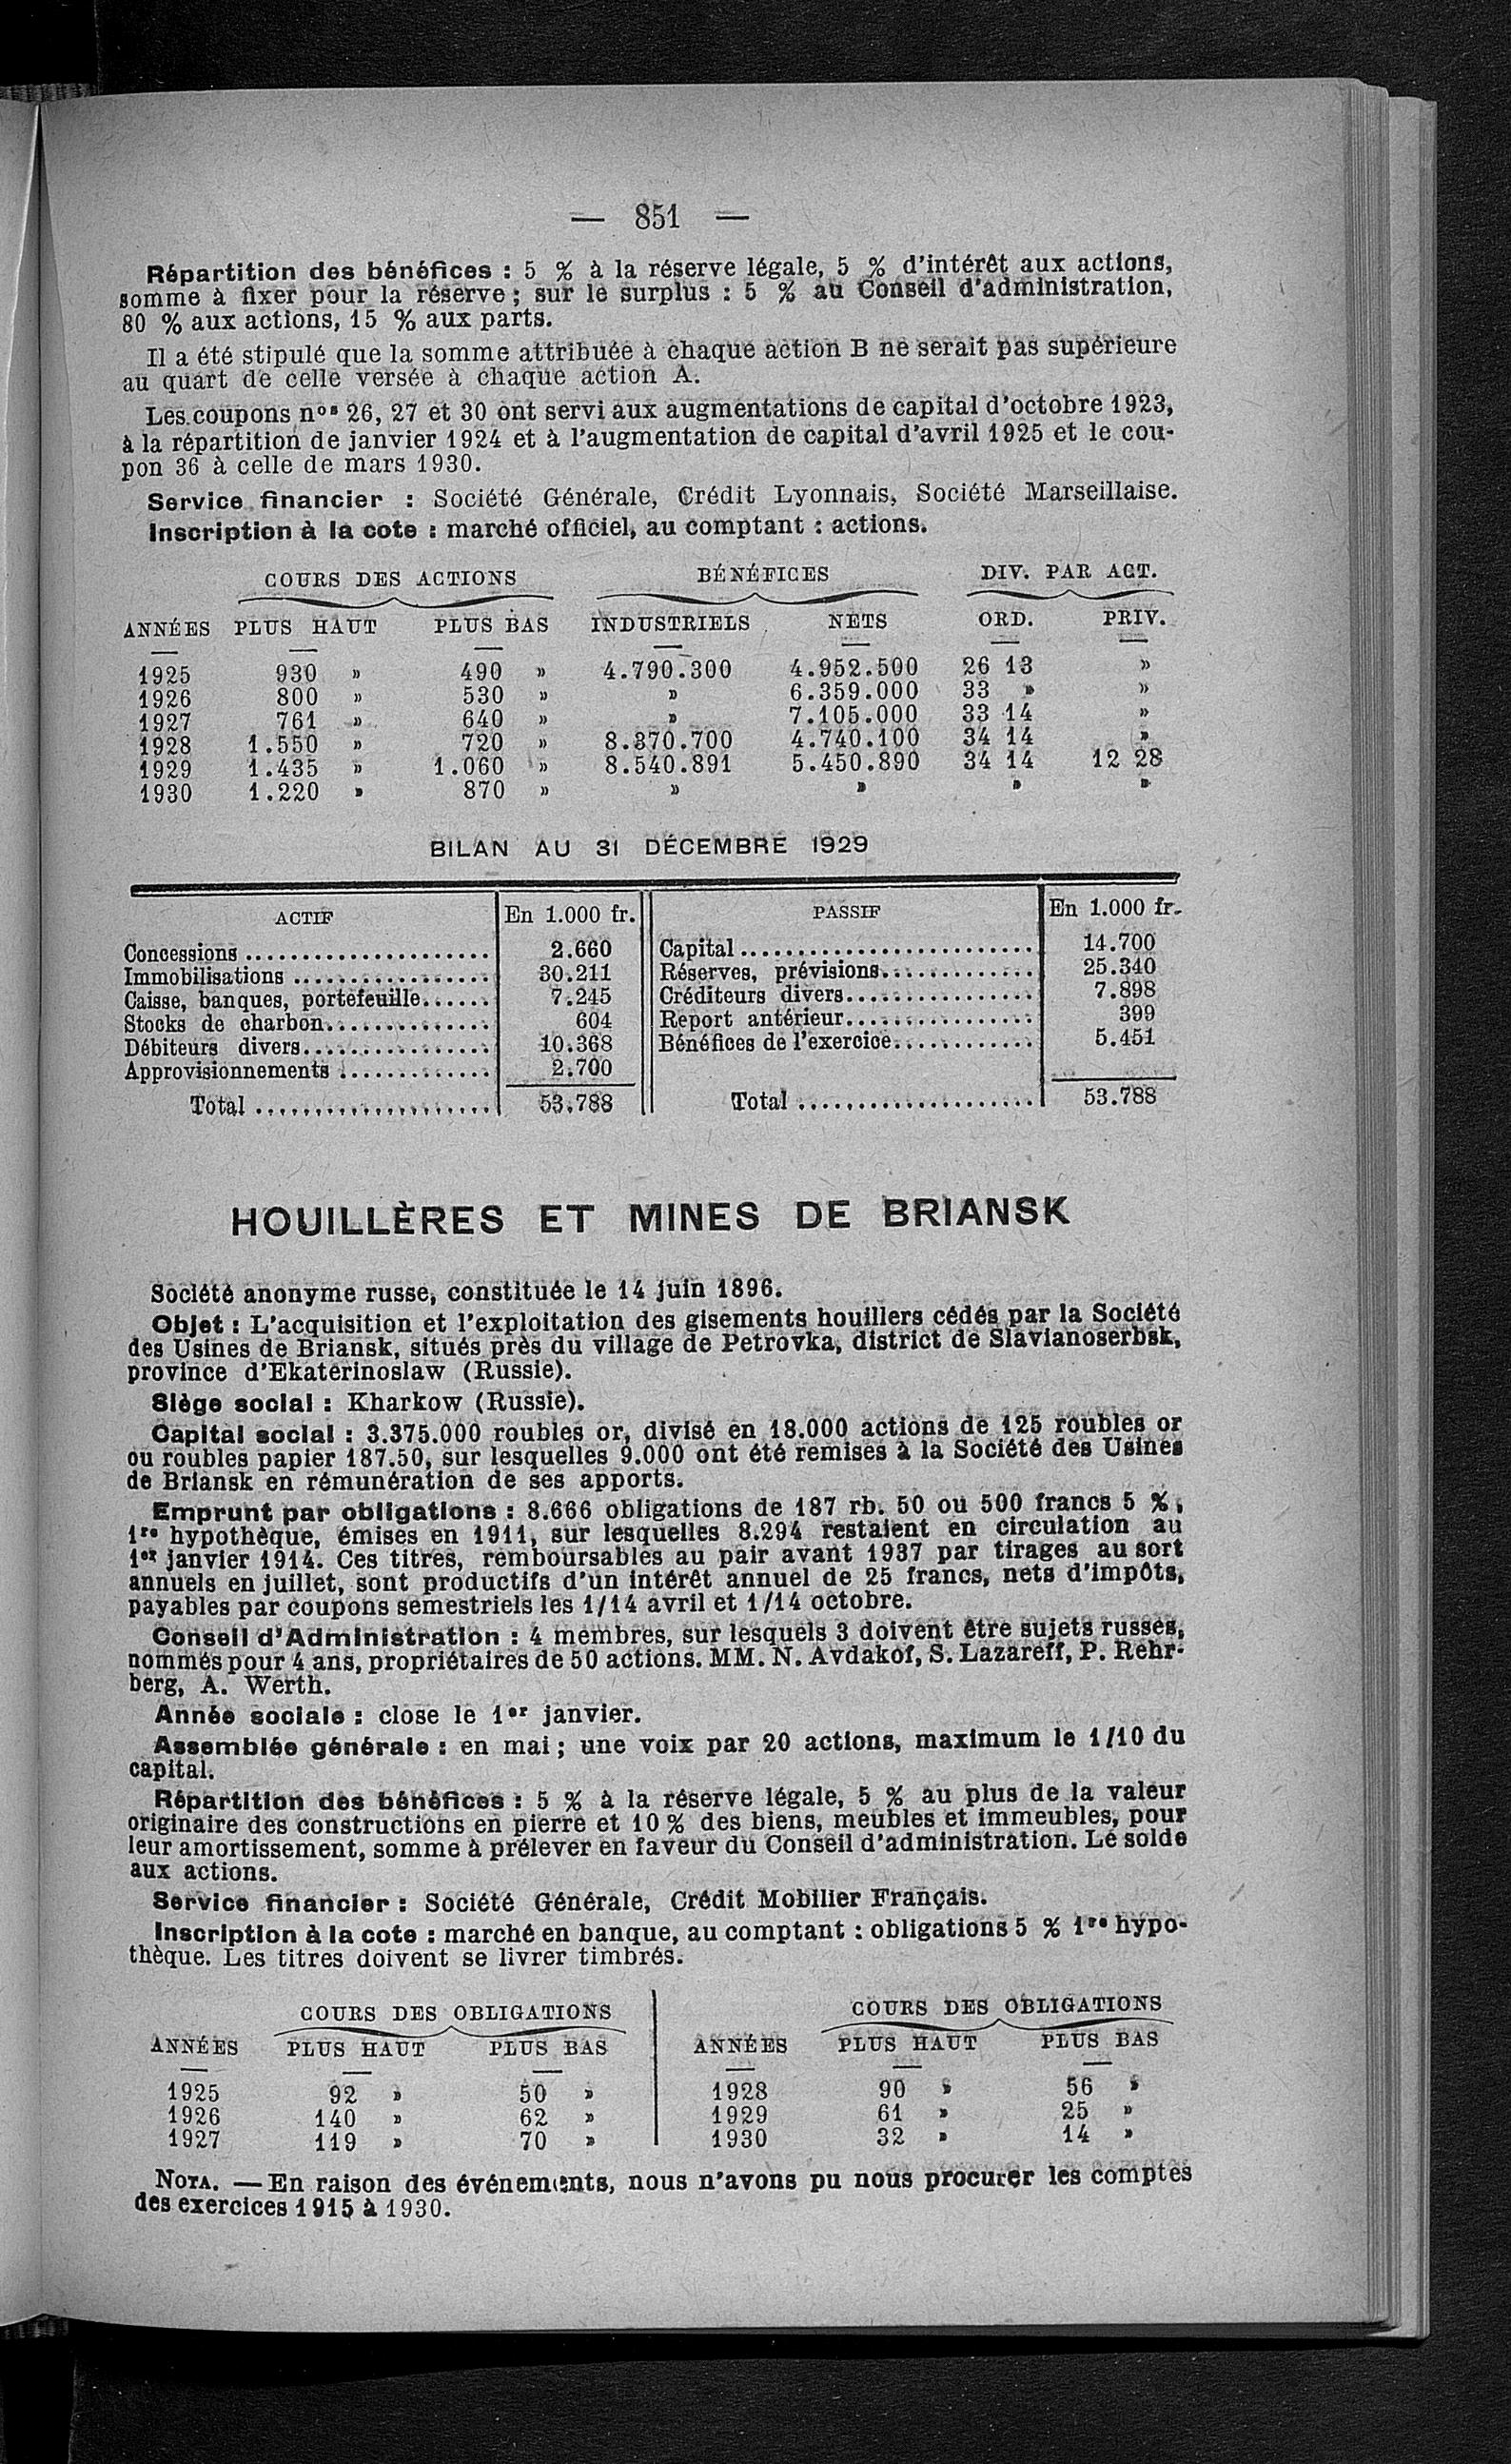 — 851 —
Répartition des bénéfices : 5 % à la réserve légale, 5 % d'intérêt aux actions,
somme à fixer pour la réserve ; sur le surplus : 5 % au Conseil d'administration,
80 % aux actions, 15 % aux parts.
Il a été stipulé que la somme attribuée à chaque action B ne serait pas supérieure
au quart de celle versée à chaque action A.
Les coupons nos 26, 27 et 30 ont servi aux augmentations de capital d'octobre 1923,
à la répartition de janvier 1924 et à l'augmentation de capital d'avril 1925 et le cou-
pon 36 à celle de mars 1930.
Service financier : Société Générale, Crédit Lyonnais, Société Marseillaise.
Inscription à la cote : marché officiel, au comptant : actions.
COURS DES ACTIONS BÉNÉFICES DIV. PAR ACT.
ANNÉES PLUS HAUT PLUS BAS INDUSTRIELS NETS ORD. PRIV.
1925 930 » 490 » 4.790.300 4.952.500 26 13 »
1926 800 » 530 » » 6.359.000 33 » »
1927 761 » 640 » » 7.105.000 33 14 »
1928 1.550 » 720 » 8.370.700 4.740.100 34 14 »
1929 1.435 » 1.060 » 8.540.891 5.450.890 34 14 12 28
1930 1.220 » 870 » » » » »
BILAN AU 31 DÉCEMBRE 1929
ACTIF En 1.000 fr. PASSIF En 1.000 fr.
Concessions ..................... 2.660 Capital .......................... 14.700
Immobilisations ................. 30.211 Réserves, prévisions............. 25.340
Caisse, banques, portefeuille...... 7.245 Créditeurs divers................ 7.898
Stocks de charbon.............. 604 Report antérieur................ 399
Débiteurs divers................ 10.368 Bénéfices de l'exercice............ 5.451
Approvisionnements ............. 2.700
Total .................... 53.788 Total .................... 53.788
HOUILLÈRES ET MINES DE BRIANSK
Société anonyme russe, constituée le 14 juin 1896.
Objet : L'acquisition et l'exploitation des gisements houillers cédés par la Société
des Usines de Briansk, situés près du village de Petrovka, district de Slavianoserbsk,
province d'Ekaterinoslaw (Russie).
Siège social : Kharkow (Russie).
Capital social : 3.375.000 roubles or, divisé en 18.000 actions de 125 roubles or
ou roubles papier 187.50, sur lesquelles 9.000 ont été remises à la Société des Usines
de Briansk en rémunération de ses apports.
Emprunt par obligations : 8.666 obligations de 187 rb. 50 ou 500 francs 5 %,
1re hypothèque, émises en 1911, sur lesquelles 8.294 restaient en circulation au
1er janvier 1914. Ces titres, remboursables au pair avant 1937 par tirages au sort
annuels en juillet, sont productifs d'un intérêt annuel de 25 francs, nets d'impôts,
payables par coupons semestriels les 1/14 avril et 1/14 octobre.
Conseil d'Administration : 4 membres, sur lesquels 3 doivent être sujets russes,
nommés pour 4 ans, propriétaires de 50 actions. MM. N. Avdakof, S. Lazareff, P. Rehr-
berg, A. Werth.
Année sociale : close le 1er janvier.
Assemblée générale : en mai ; une voix par 20 actions, maximum le 1/10 du
capital.
Répartition des bénéfices : 5 % à la réserve légale, 5 % au plus de la valeur
originaire des constructions en pierre et 10 % des biens, meubles et immeubles, pour
leur amortissement, somme à prélever en faveur du Conseil d'administration. Le solde
aux actions.
Service financier : Société Générale, Crédit Mobilier Français.
Inscription à la cote : marché en banque, au comptant : obligations 5 % 1re hypo-
thèque. Les titres doivent se livrer timbrés.
COURS DES OBLIGATIONS COURS DES OBLIGATIONS
ANNÉES PLUS HAUT PLUS BAS ANNÉES PLUS HAUT PLUS BAS
1925 92 » 50 » 1928 90 » 56 »
1926 140 » 62 » 1929 61 » 25 »
1927 119 » 70 » 1930 32 » 14 »
NOTA. — En raison des événements, nous n'avons pu nous procurer les comptes
des exercices 1915 à 1930.